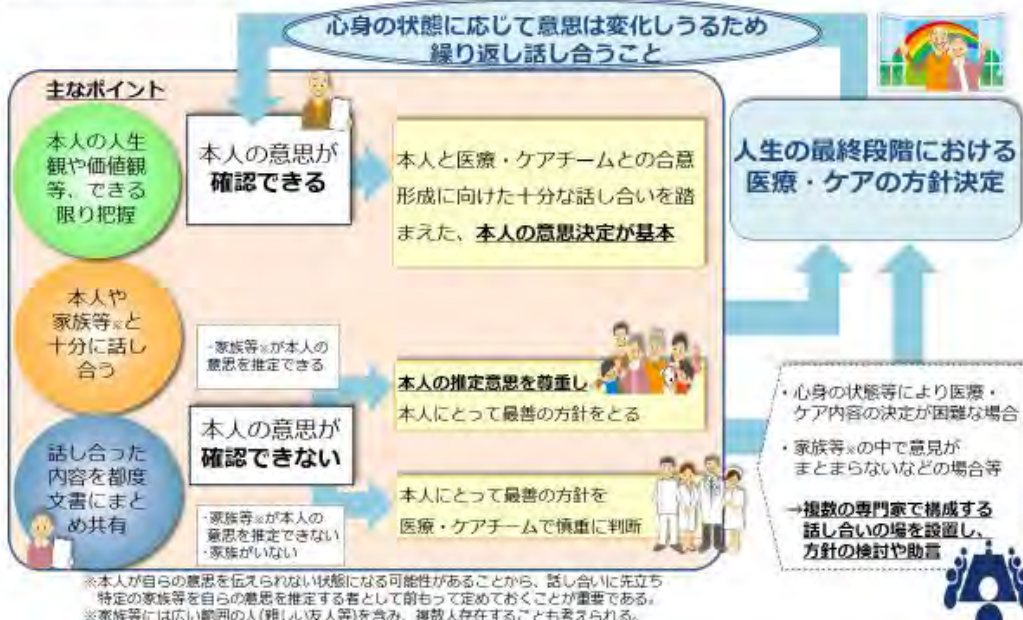 心身の状態に応じて意思は変化しうるため
繰り返し話し合うこと
主なポイント
本人の人生
観や価値観
等、できる
限り把握
本人の意思が
確認できる
本人と医療・ケアチームとの合意
形成に向けた十分な話し合いを踏
まえた、本人の意思決定が基本
人生の最終段階における
医療・ケアの方針決定
本人や
家族等※と
十分に話し
合う
・家族等※が本人の
意思を推定できる
本人の推定意思を尊重し
本人にとって最善の方針をとる
本人の意思が
確認できない
話し合った
内容を都度
文書にまと
め共有
・家族等※が本人の
意思を推定できない
・家族がいない
本人にとって最善の方針を
医療・ケアチームで慎重に判断
・心身の状態等により医療・
ケア内容の決定が困難な場合
・家族等※の中で意見が
まとまらないなどの場合等
→複数の専門家で構成する
話し合いの場を設置し、
方針の検討や助言
※本人が自らの意思を伝えられない状態になる可能性があることから、話し合いに先立ち
特定の家族等を自らの意思を推定する者として前もって定めておくことが重要である。
※家族等には広い範囲の人(親しい友人等)を含み、複数人存在することも考えられる。